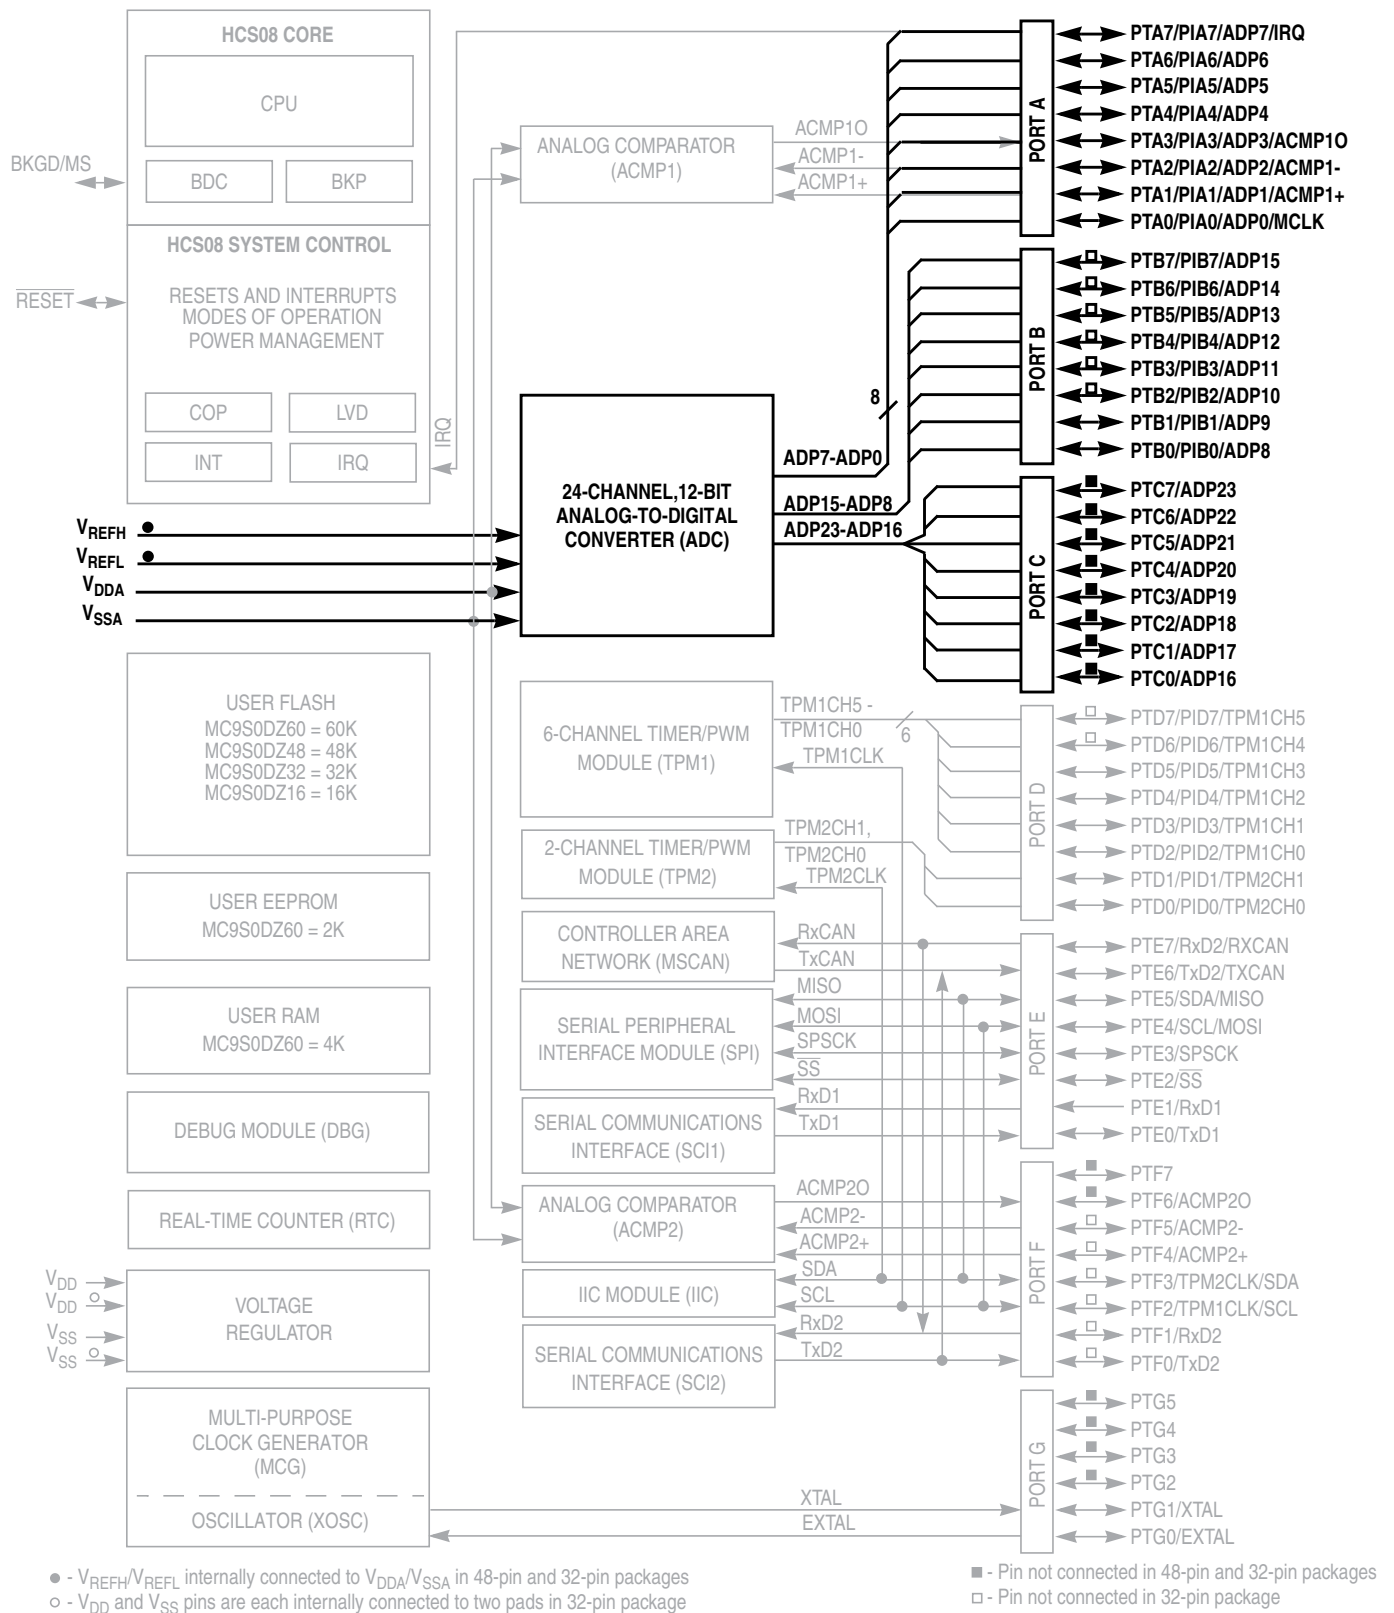 HCS08 CORE
CPU
BDC
BKP
BKGD/MS
HCS08 SYSTEM CONTROL
RESETS AND INTERRUPTS
MODES OF OPERATION
POWER MANAGEMENT
RESET
COP
LVD
INT
IRQ
IRQ
VREFH
VREFL
VDDA
VSSA
USER FLASH
MC9S0DZ60 = 60K
MC9S0DZ48 = 48K
MC9S0DZ32 = 32K
MC9S0DZ16 = 16K
USER EEPROM
MC9S0DZ60 = 2K
USER RAM
MC9S0DZ60 = 4K
DEBUG MODULE (DBG)
REAL-TIME COUNTER (RTC)
VDD
VDD
VSS
VSS
VOLTAGE
REGULATOR
MULTI-PURPOSE
CLOCK GENERATOR
(MCG)
OSCILLATOR (XOSC)
ANALOG COMPARATOR
(ACMP1)
ACMP1O
ACMP1-
ACMP1+
24-CHANNEL,12-BIT
ANALOG-TO-DIGITAL
CONVERTER (ADC)
8
ADP7-ADP0
ADP15-ADP8
ADP23-ADP16
6-CHANNEL TIMER/PWM
MODULE (TPM1)
TPM1CH5 -
TPM1CH0
6
TPM1CLK
2-CHANNEL TIMER/PWM
MODULE (TPM2)
TPM2CH1,
TPM2CH0
TPM2CLK
CONTROLLER AREA
NETWORK (MSCAN)
RxCAN
TxCAN
SERIAL PERIPHERAL
INTERFACE MODULE (SPI)
MISO
MOSI
SPSCK
SS
SERIAL COMMUNICATIONS
INTERFACE (SCI1)
RxD1
TxD1
ANALOG COMPARATOR
(ACMP2)
ACMP2O
ACMP2-
ACMP2+
IIC MODULE (IIC)
SDA
SCL
SERIAL COMMUNICATIONS
INTERFACE (SCI2)
RxD2
TxD2
XTAL
EXTAL
PORT A
PTA7/PIA7/ADP7/IRQ
PTA6/PIA6/ADP6
PTA5/PIA5/ADP5
PTA4/PIA4/ADP4
PTA3/PIA3/ADP3/ACMP1O
PTA2/PIA2/ADP2/ACMP1-
PTA1/PIA1/ADP1/ACMP1+
PTA0/PIA0/ADP0/MCLK
PORT B
PTB7/PIB7/ADP15
PTB6/PIB6/ADP14
PTB5/PIB5/ADP13
PTB4/PIB4/ADP12
PTB3/PIB3/ADP11
PTB2/PIB2/ADP10
PTB1/PIB1/ADP9
PTB0/PIB0/ADP8
PORT C
PTC7/ADP23
PTC6/ADP22
PTC5/ADP21
PTC4/ADP20
PTC3/ADP19
PTC2/ADP18
PTC1/ADP17
PTC0/ADP16
PORT D
PTD7/PID7/TPM1CH5
PTD6/PID6/TPM1CH4
PTD5/PID5/TPM1CH3
PTD4/PID4/TPM1CH2
PTD3/PID3/TPM1CH1
PTD2/PID2/TPM1CH0
PTD1/PID1/TPM2CH1
PTD0/PID0/TPM2CH0
PORT E
PTE7/RxD2/RXCAN
PTE6/TxD2/TXCAN
PTE5/SDA/MISO
PTE4/SCL/MOSI
PTE3/SPSCK
PTE2/SS
PTE1/RxD1
PTE0/TxD1
PORT F
PTF7
PTF6/ACMP2O
PTF5/ACMP2-
PTF4/ACMP2+
PTF3/TPM2CLK/SDA
PTF2/TPM1CLK/SCL
PTF1/RxD2
PTF0/TxD2
PORT G
PTG5
PTG4
PTG3
PTG2
PTG1/XTAL
PTG0/EXTAL
● - VREFH/VREFL internally connected to VDDA/VSSA in 48-pin and 32-pin packages
○ - VDD and VSS pins are each internally connected to two pads in 32-pin package
■ - Pin not connected in 48-pin and 32-pin packages
□ - Pin not connected in 32-pin package